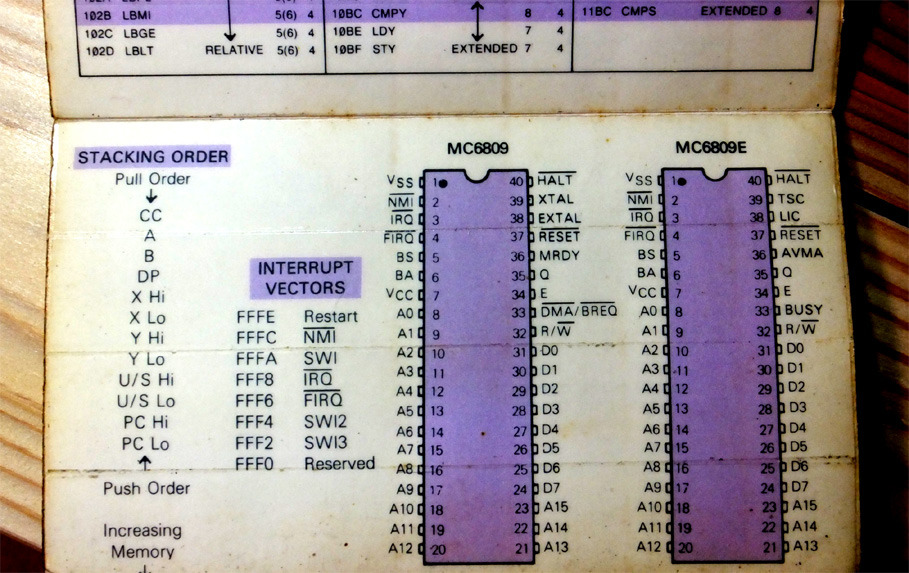 102B LBMI 5(6) 4
102C LBGE 5(6) 4
102D LBLT RELATIVE 5(6) 4
10BC CMPY 8 4
10BE LDY 7 4
10BF STY EXTENDED 7 4
11BC CMPS EXTENDED 8 4
STACKING ORDER
Pull Order
CC
A
B
DP
X Hi
X Lo
Y Hi
Y Lo
U/S Hi
U/S Lo
PC Hi
PC Lo
Push Order
Increasing
Memory
INTERRUPT
VECTORS
FFFE Restart
FFFC NMI
FFFA SWI
FFF8 IRQ
FFF6 FIRQ
FFF4 SWI2
FFF2 SWI3
FFF0 Reserved
MC6809
VSS 1 40 HALT
NMI 2 39 XTAL
IRQ 3 38 EXTAL
FIRQ 4 37 RESET
BS 5 36 MRDY
BA 6 35 Q
VCC 7 34 E
A0 8 33 DMA/BREQ
A1 9 32 R/W
A2 10 31 D0
A3 11 30 D1
A4 12 29 D2
A5 13 28 D3
A6 14 27 D4
A7 15 26 D5
A8 16 25 D6
A9 17 24 D7
A10 18 23 A15
A11 19 22 A14
A12 20 21 A13
MC6809E
VSS 1 40 HALT
NMI 2 39 TSC
IRQ 3 38 LIC
FIRQ 4 37 RESET
BS 5 36 AVMA
BA 6 35 Q
VCC 7 34 E
A0 8 33 BUSY
A1 9 32 R/W
A2 10 31 D0
A3 11 30 D1
A4 12 29 D2
A5 13 28 D3
A6 14 27 D4
A7 15 26 D5
A8 16 25 D6
A9 17 24 D7
A10 18 23 A15
A11 19 22 A14
A12 20 21 A13